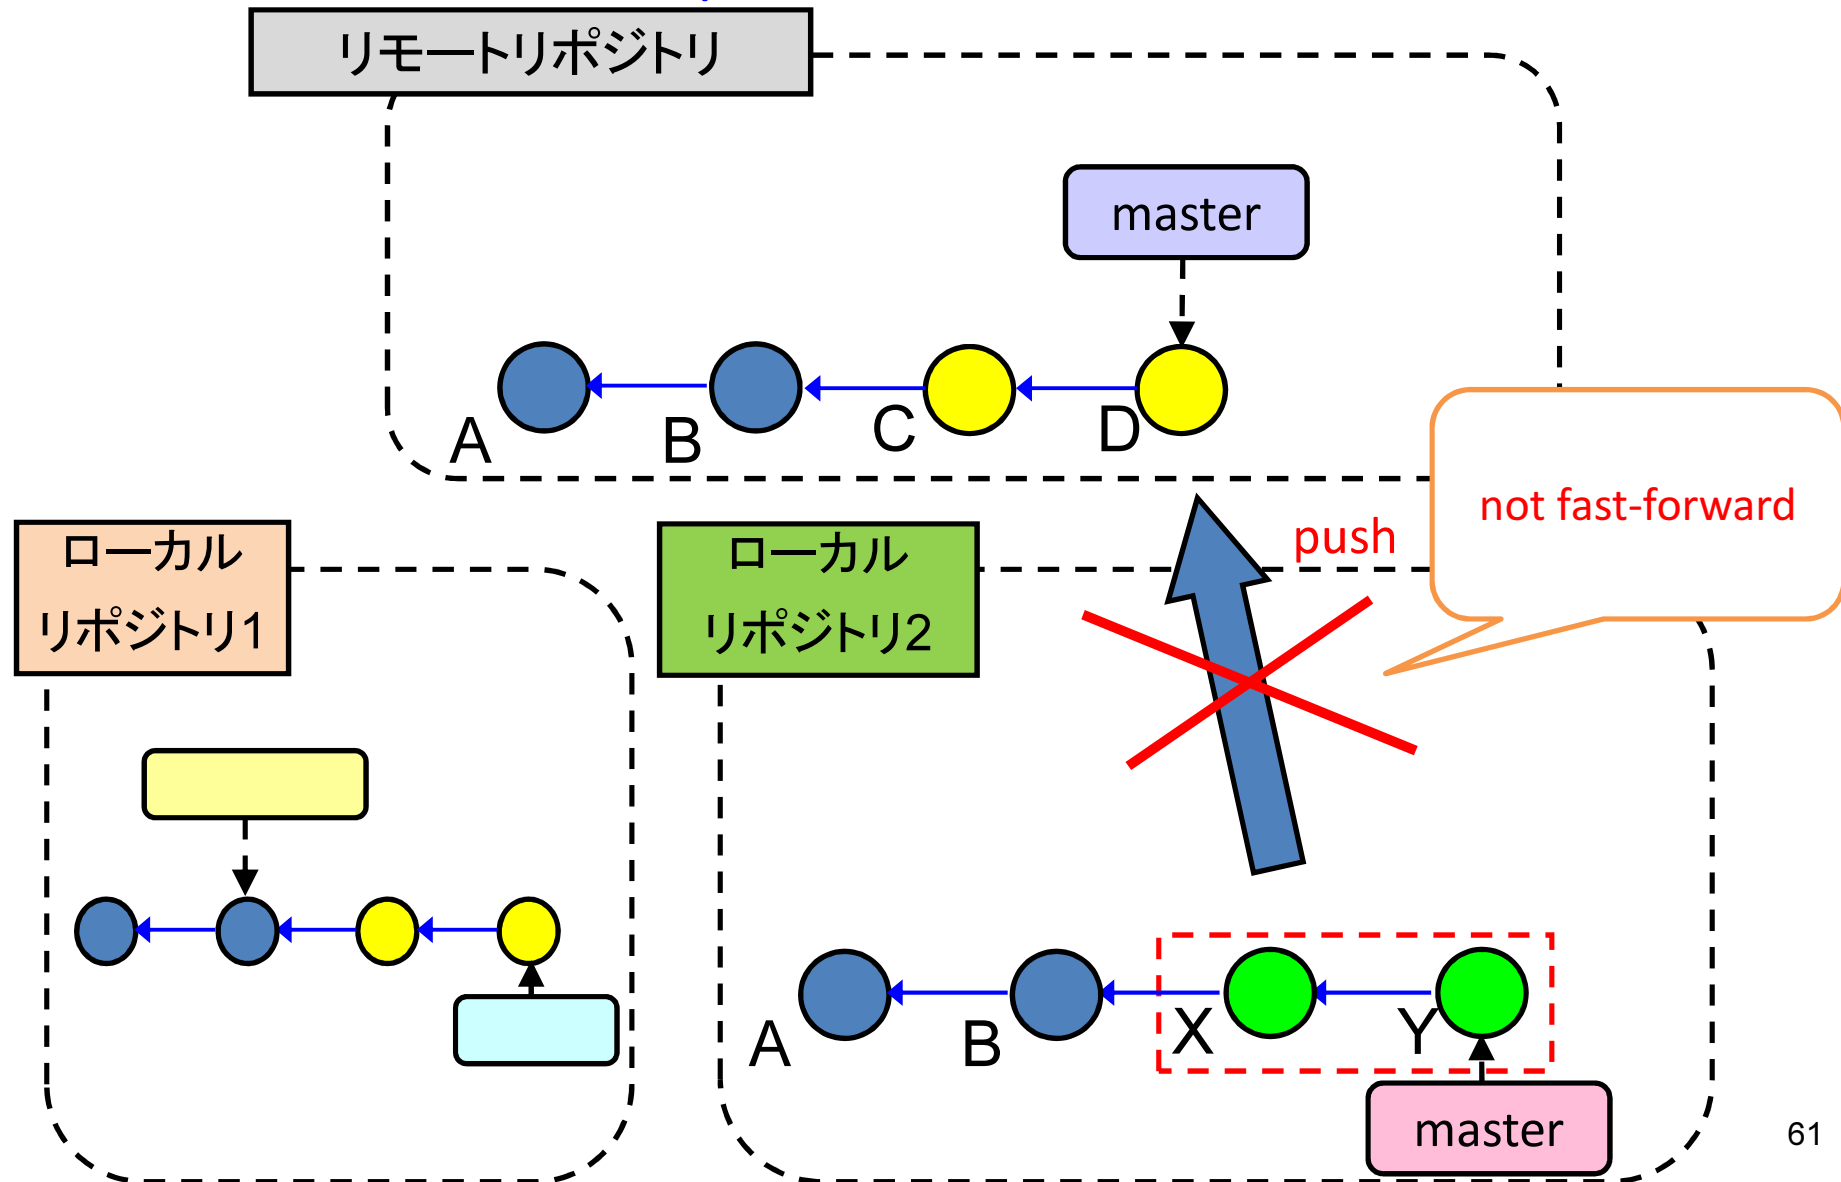 リモートリポジトリ
master
A
B
C
D
not fast-forward
push
ローカル
リポジトリ1
ローカル
リポジトリ2
A
B
X
Y
master
61